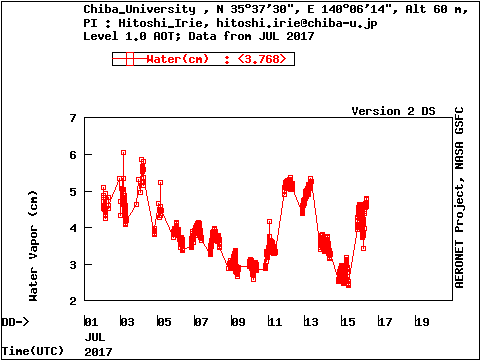 Chiba_University , N 35°37'30", E 140°06'14", Alt 60 m,
PI : Hitoshi_Irie, hitoshi.irie@chiba-u.jp
Level 1.0 AOT; Data from JUL 2017
Water(cm) : <3.768>
Version 2 DS
7
6
5
4
3
2
Water Vapor (cm)
AERONET Project, NASA GSFC
DD-> 01 03 05 07 09 11 13 15 17 19
JUL
Time(UTC) 2017